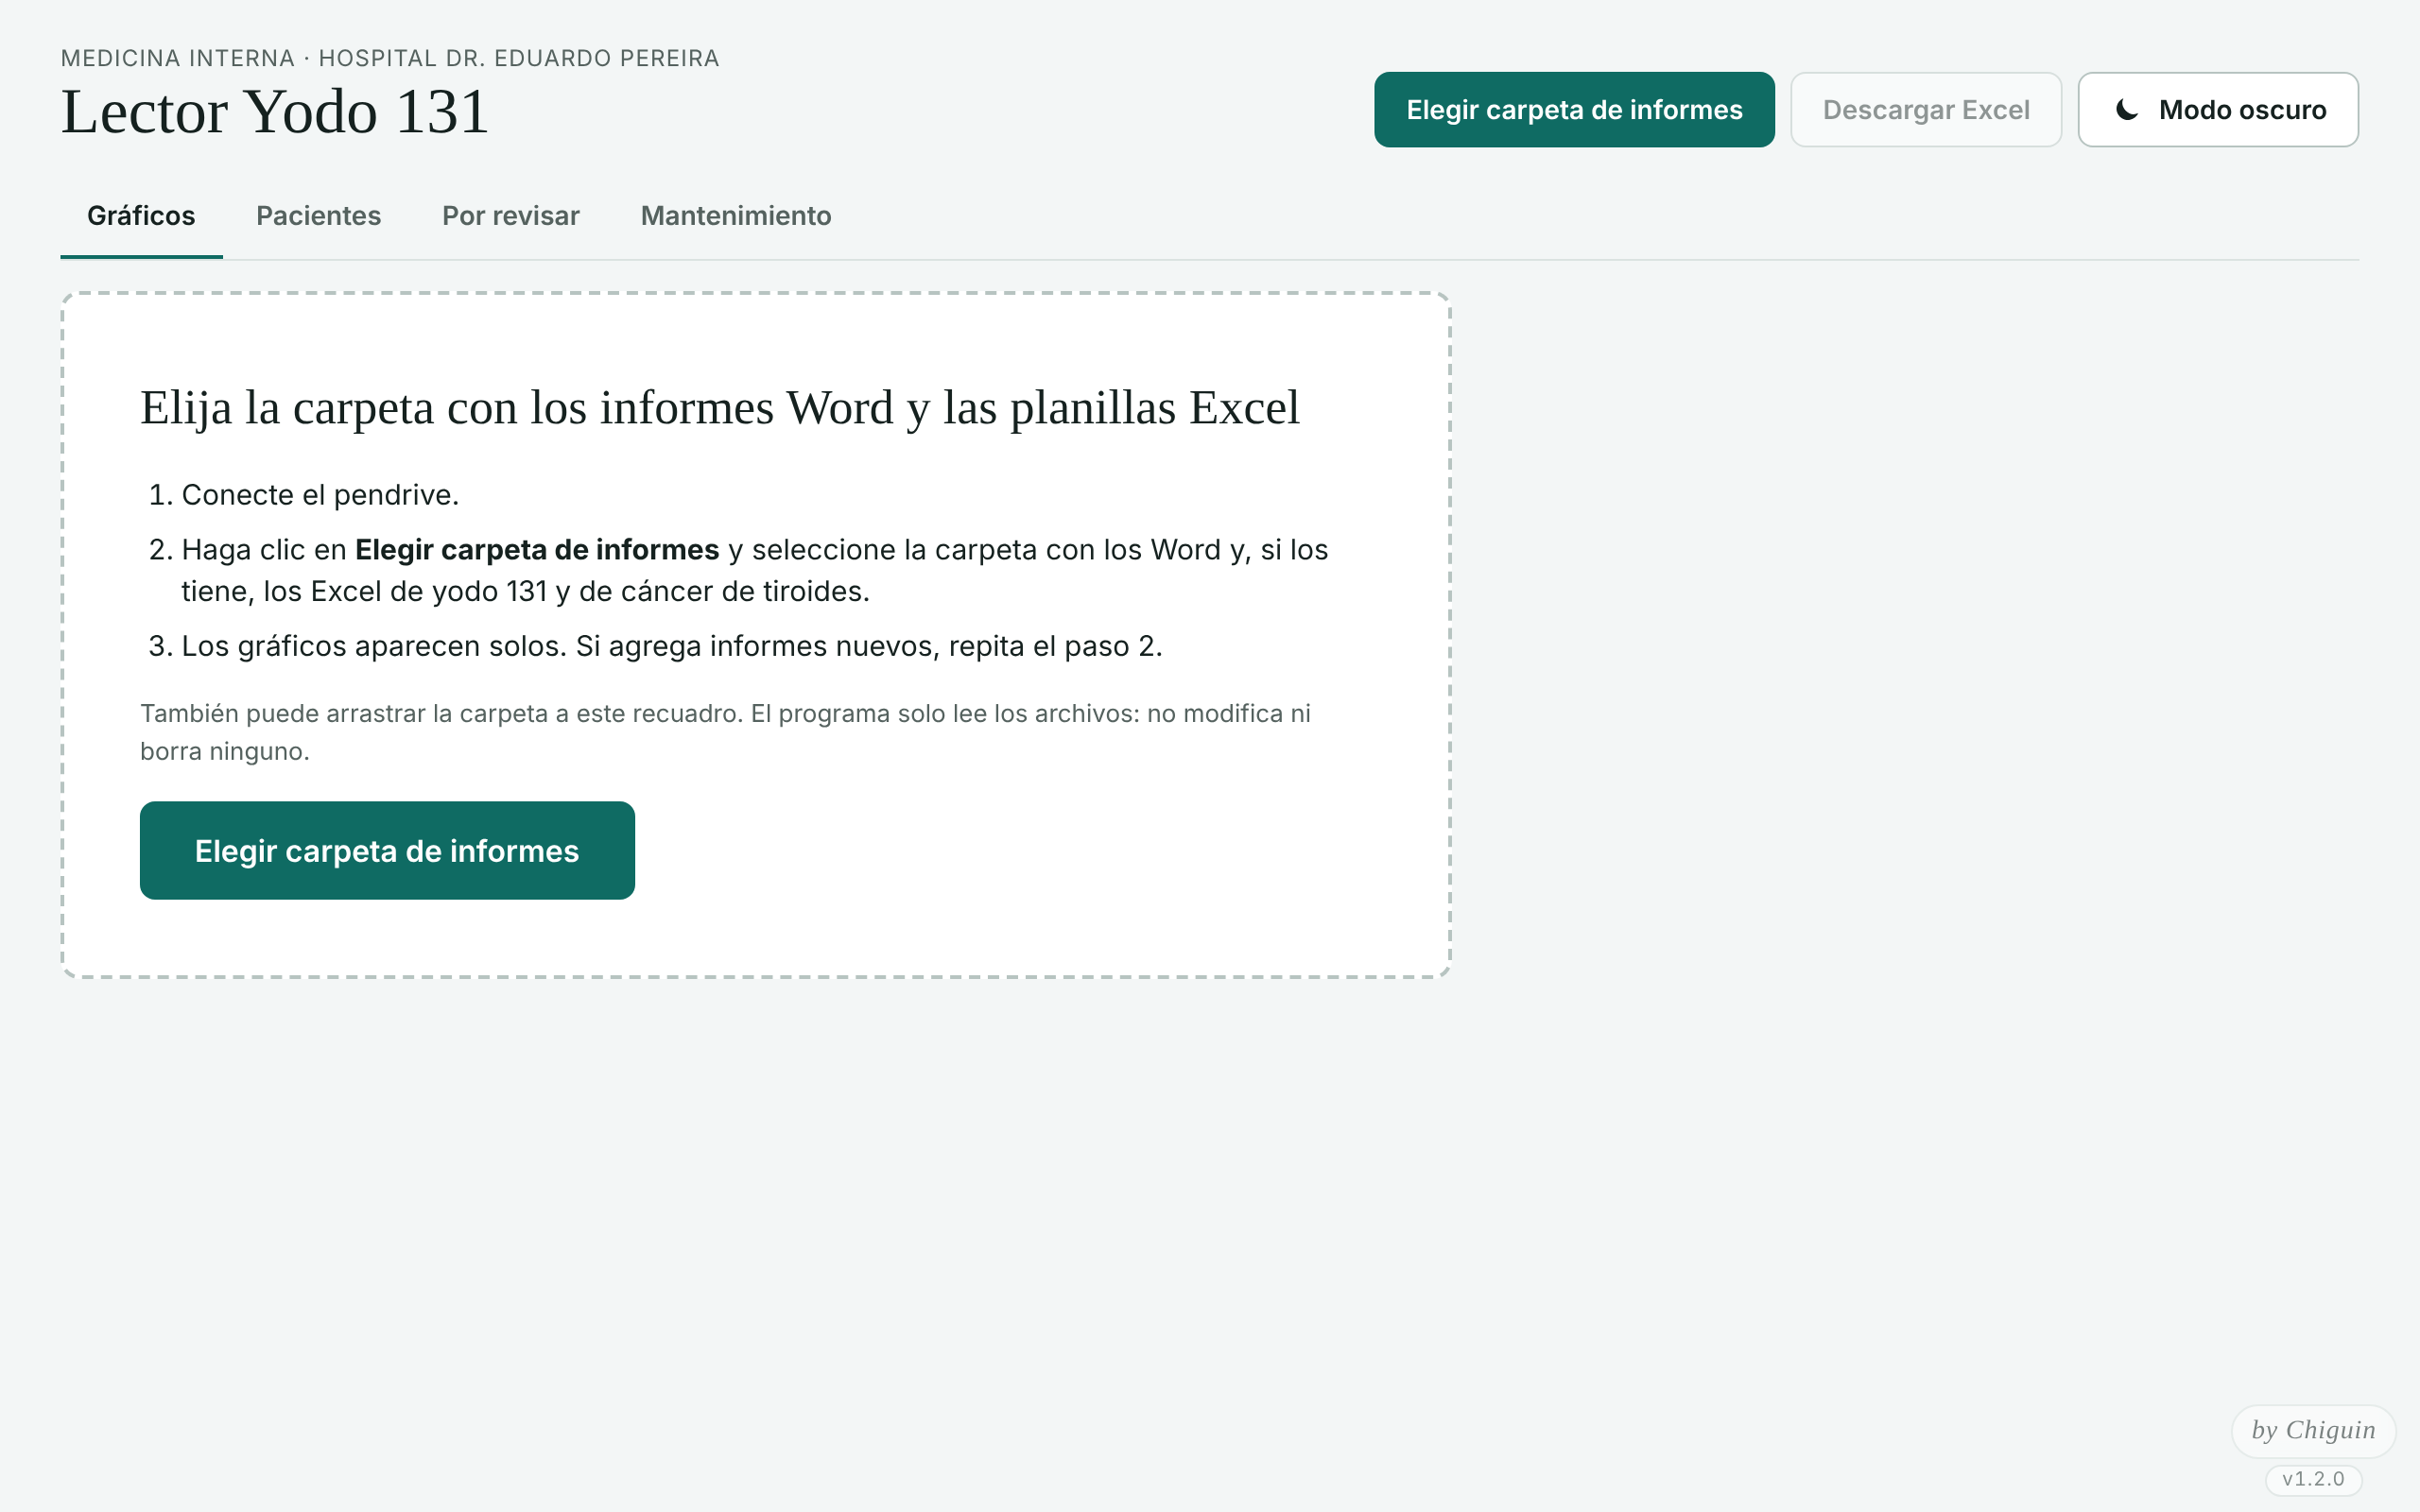 MEDICINA INTERNA · HOSPITAL DR. EDUARDO PEREIRA
Lector Yodo 131
Elegir carpeta de informes
Descargar Excel
Modo oscuro
Gráficos
Pacientes
Por revisar
Mantenimiento
Elija la carpeta con los informes Word y las planillas Excel
1. Conecte el pendrive.
2. Haga clic en Elegir carpeta de informes y seleccione la carpeta con los Word y, si los
tiene, los Excel de yodo 131 y de cáncer de tiroides.
3. Los gráficos aparecen solos. Si agrega informes nuevos, repita el paso 2.
También puede arrastrar la carpeta a este recuadro. El programa solo lee los archivos: no modifica ni
borra ninguno.
Elegir carpeta de informes
by Chiguin
v1.2.0